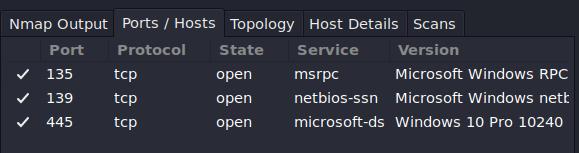 Nmap Output Ports / Hosts Topology Host Details Scans
Port Protocol State Service Version
135 tcp open msrpc Microsoft Windows RPC
139 tcp open netbios-ssn Microsoft Windows netb
445 tcp open microsoft-ds Windows 10 Pro 10240